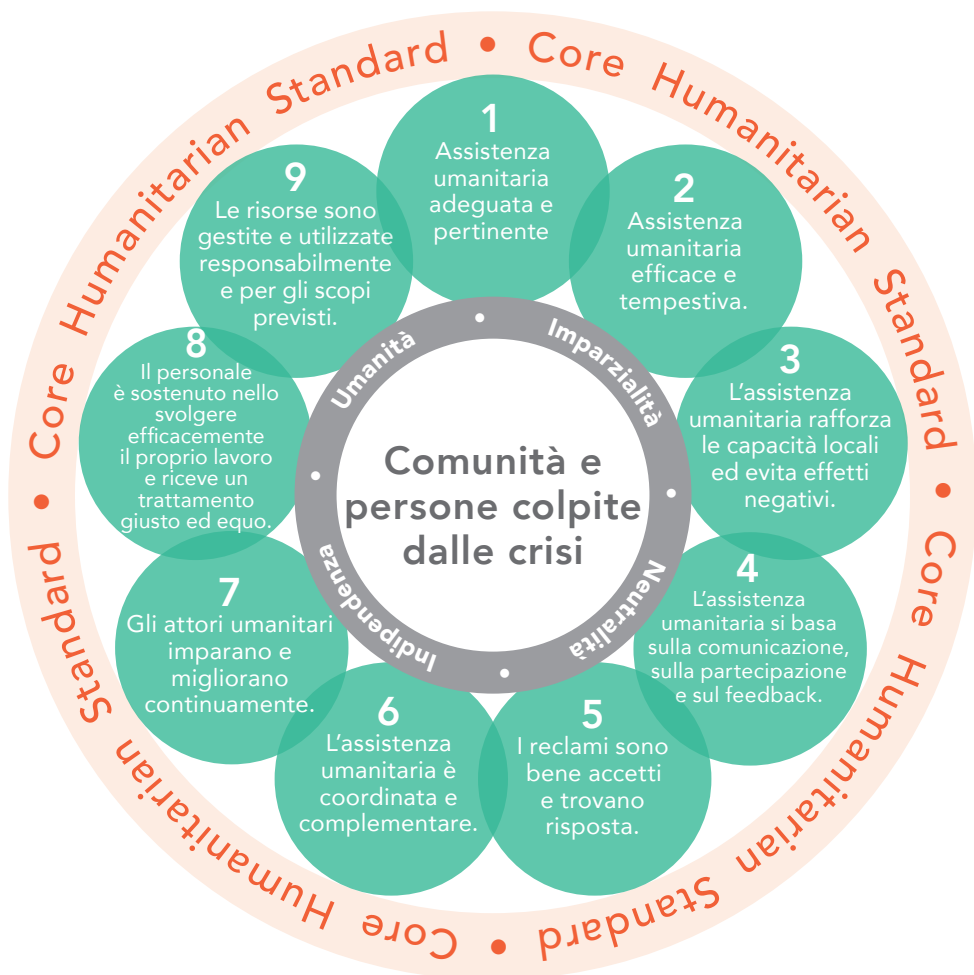 Core Humanitarian Standard • Core Humanitarian Standard • Core Humanitarian Standard • Core Humanitarian Standard •
1
Assistenza
umanitaria
adeguata e
pertinente
2
Assistenza
umanitaria
efficace e
tempestiva.
3
L'assistenza
umanitaria rafforza
le capacità locali
ed evita effetti
negativi.
4
L'assistenza
umanitaria si basa
sulla comunicazione,
sulla partecipazione
e sul feedback.
5
I reclami sono
bene accetti
e trovano
risposta.
6
L'assistenza
umanitaria è
coordinata e
complementare.
7
Gli attori umanitari
imparano e
migliorano
continuamente.
8
Il personale
è sostenuto nello
svolgere
efficacemente
il proprio lavoro
e riceve un
trattamento
giusto ed equo.
9
Le risorse sono
gestite e utilizzate
responsabilmente
e per gli scopi
previsti.
Umanità • Imparzialità • Neutralità • Indipendenza •
Comunità e
persone colpite
dalle crisi